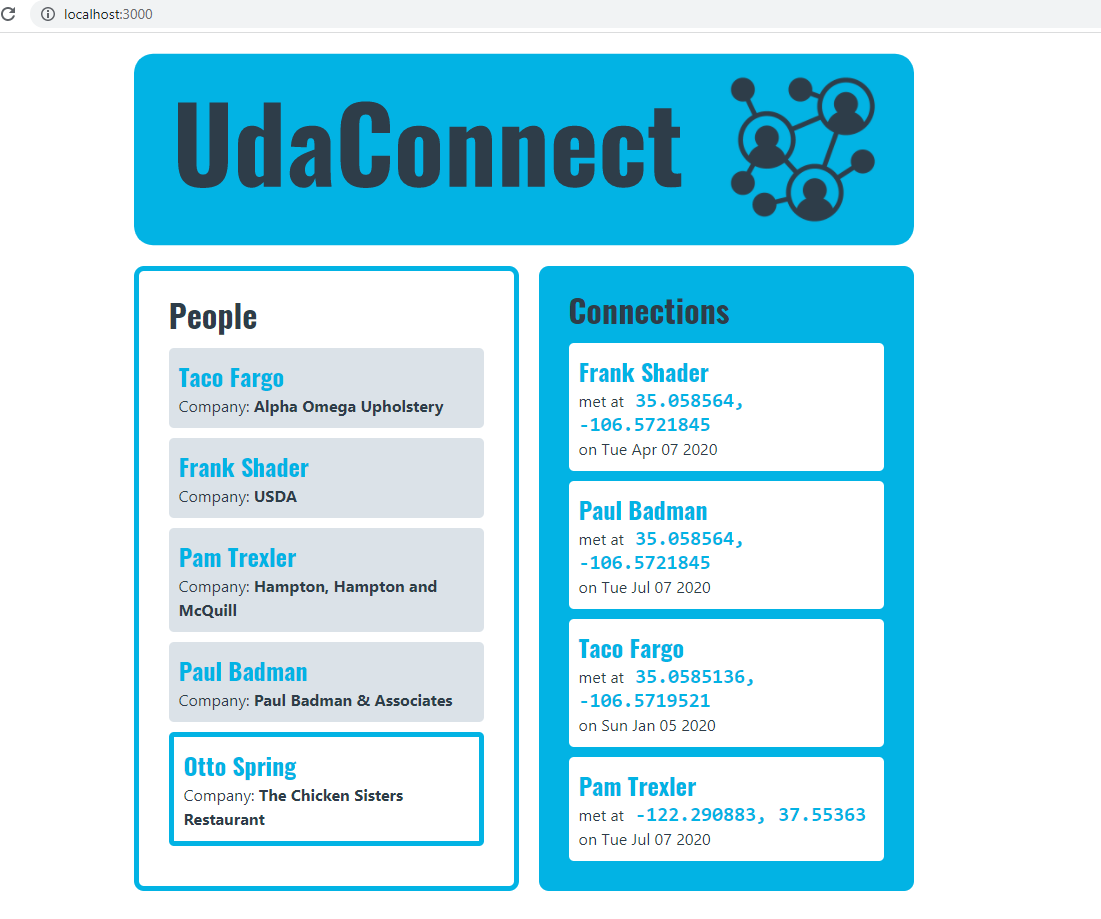 localhost:3000
UdaConnect
People
Taco Fargo
Company: Alpha Omega Upholstery
Frank Shader
Company: USDA
Pam Trexler
Company: Hampton, Hampton and
McQuill
Paul Badman
Company: Paul Badman & Associates
Otto Spring
Company: The Chicken Sisters
Restaurant
Connections
Frank Shader
met at 35.058564,
-106.5721845
on Tue Apr 07 2020
Paul Badman
met at 35.058564,
-106.5721845
on Tue Jul 07 2020
Taco Fargo
met at 35.0585136,
-106.5719521
on Sun Jan 05 2020
Pam Trexler
met at -122.290883, 37.55363
on Tue Jul 07 2020